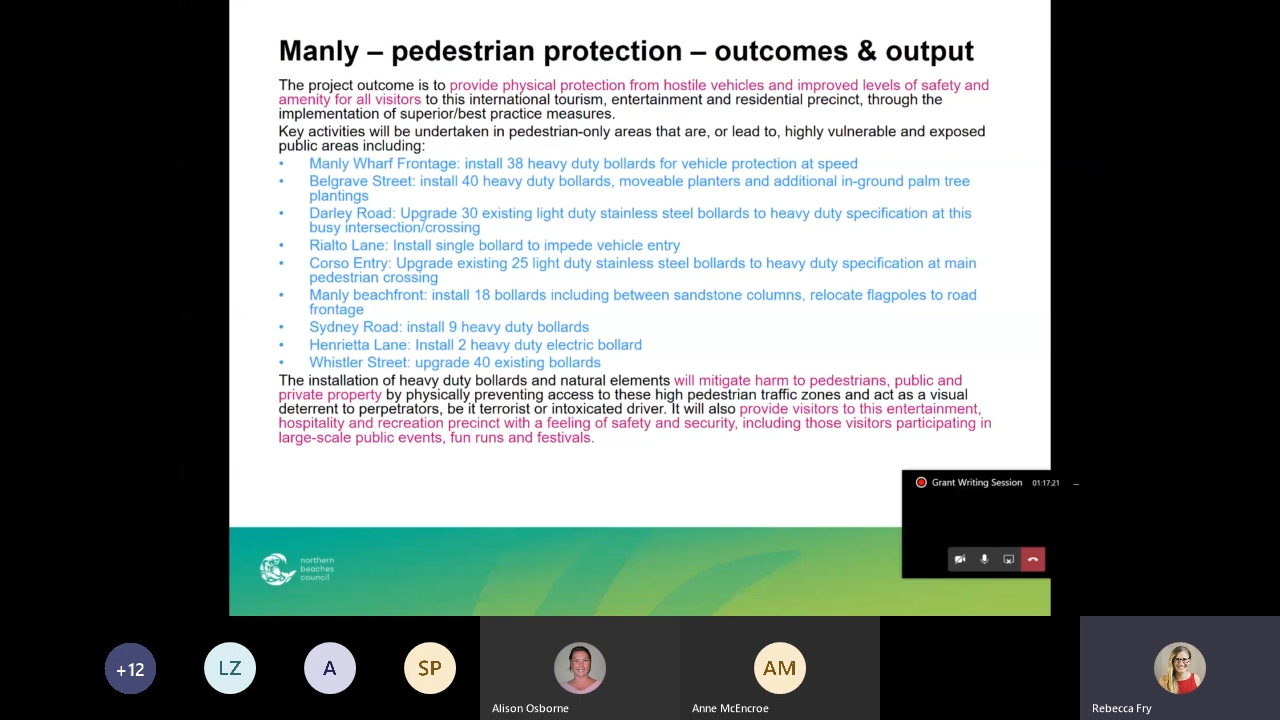 Manly – pedestrian protection – outcomes & output
The project outcome is to provide physical protection from hostile vehicles and improved levels of safety and
amenity for all visitors to this international tourism, entertainment and residential precinct, through the
implementation of superior/best practice measures.
Key activities will be undertaken in pedestrian-only areas that are, or lead to, highly vulnerable and exposed
public areas including:
• Manly Wharf Frontage: install 38 heavy duty bollards for vehicle protection at speed
• Belgrave Street: install 40 heavy duty bollards, moveable planters and additional in-ground palm tree
plantings
• Darley Road: Upgrade 30 existing light duty stainless steel bollards to heavy duty specification at this
busy intersection/crossing
• Rialto Lane: Install single bollard to impede vehicle entry
• Corso Entry: Upgrade existing 25 light duty stainless steel bollards to heavy duty specification at main
pedestrian crossing
• Manly beachfront: install 18 bollards including between sandstone columns, relocate flagpoles to road
frontage
• Sydney Road: install 9 heavy duty bollards
• Henrietta Lane: Install 2 heavy duty electric bollard
• Whistler Street: upgrade 40 existing bollards
The installation of heavy duty bollards and natural elements will mitigate harm to pedestrians, public and
private property by physically preventing access to these high pedestrian traffic zones and act as a visual
deterrent to perpetrators, be it terrorist or intoxicated driver. It will also provide visitors to this entertainment,
hospitality and recreation precinct with a feeling of safety and security, including those visitors participating in
large-scale public events, fun runs and festivals.
Grant Writing Session 01:17:21
northern
beaches
council
+12
LZ
A
SP
AM
Alison Osborne
Anne McEncroe
Rebecca Fry